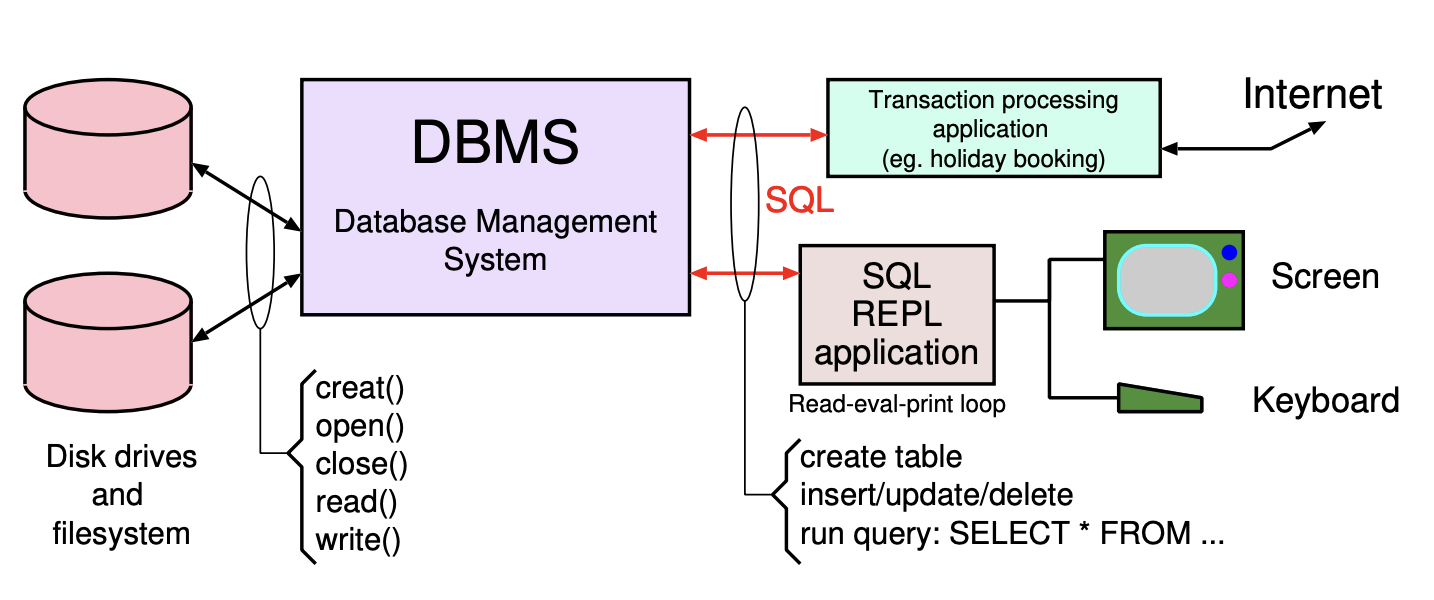 DBMS
Database Management
System
Transaction processing
application
(eg. holiday booking)
Internet
SQL
SQL
REPL
application
Read-eval-print loop
Screen
Keyboard
Disk drives
and
filesystem
creat()
open()
close()
read()
write()
create table
insert/update/delete
run query: SELECT * FROM ...